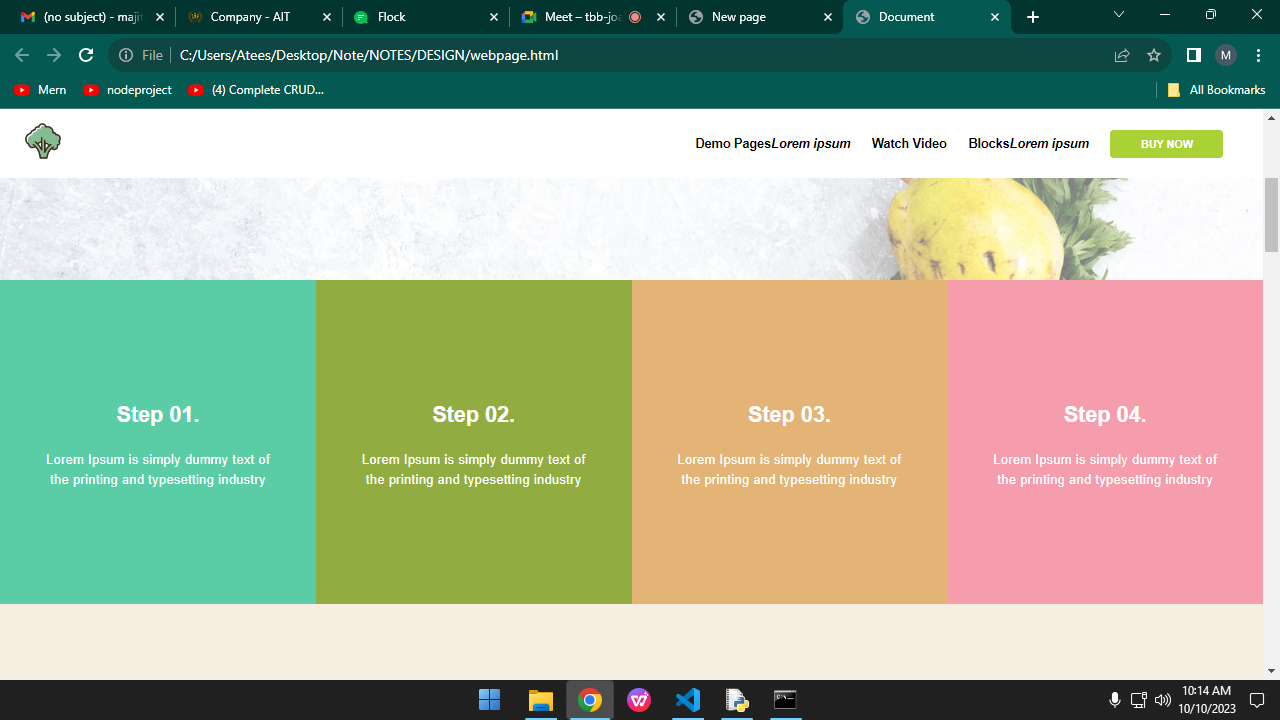 (no subject) - majit
Company - AIT
Flock
Meet – tbb-joa
New page
Document
File
C:/Users/Atees/Desktop/Note/NOTES/DESIGN/webpage.html
M
Mern
nodeproject
(4) Complete CRUD...
All Bookmarks
Demo PagesLorem ipsum
Watch Video
BlocksLorem ipsum
BUY NOW
Step 01.
Lorem Ipsum is simply dummy text of
the printing and typesetting industry
Step 02.
Lorem Ipsum is simply dummy text of
the printing and typesetting industry
Step 03.
Lorem Ipsum is simply dummy text of
the printing and typesetting industry
Step 04.
Lorem Ipsum is simply dummy text of
the printing and typesetting industry
10:14 AM
10/10/2023